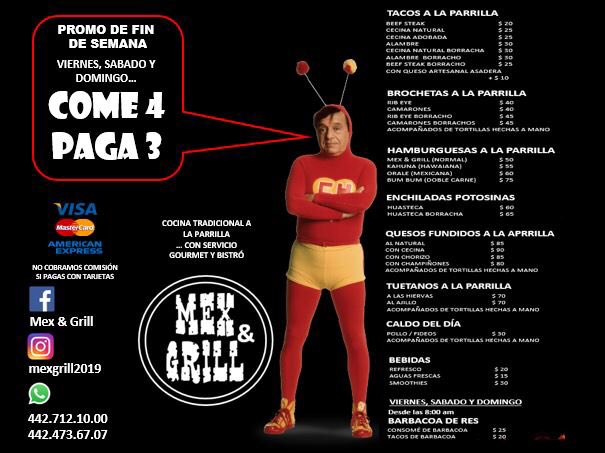 PROMO DE FIN
DE SEMANA
VIERNES, SABADO Y
DOMINGO...
COME 4
PAGA 3
VISA
MasterCard
AMERICAN
EXPRESS
NO COBRAMOS COMISIÓN
SI PAGAS CON TARJETAS
Mex & Grill
mexgrill2019
442.712.10.00
442.473.67.07
COCINA TRADICIONAL A
LA PARRILLA
... CON SERVICIO
GOURMET Y BISTRÓ
MEX
&
GRILL
CH
TACOS A LA PARRILLA
BEEF STEAK $ 20
CECINA NATURAL $ 25
CECINA ADOBADA $ 25
ALAMBRE $ 30
CECINA NATURAL BORRACHA $ 30
ALAMBRE BORRACHO $ 30
BEEF STEAK BORRACHO $ 25
CON QUESO ARTESANAL ASADERA
+ $ 10
BROCHETAS A LA PARRILLA
RIB EYE $ 40
CAMARONES $ 40
RIB EYE BORRACHO $ 45
CAMARONES BORRACHOS $ 45
ACOMPAÑADOS DE TORTILLAS HECHAS A MANO
HAMBURGUESAS A LA PARRILLA
MEX & GRILL (NORMAL) $ 50
KAHUNA (HAWAIANA) $ 55
ORALE (MEXICANA) $ 60
BUM BUM (DOBLE CARNE) $ 75
ENCHILADAS POTOSINAS
HUASTECA $ 60
HUASTECA BORRACHA $ 65
QUESOS FUNDIDOS A LA APRRILLA
AL NATURAL $ 85
CON CECINA $ 90
CON CHORIZO $ 85
CON CHAMPIÑONES $ 80
ACOMPAÑADOS DE TORTILLAS HECHAS A MANO
TUETANOS A LA PARRILLA
A LAS HIERVAS $ 70
AL AJILLO $ 70
ACOMPAÑADOS DE TORTILLAS HECHAS A MANO
CALDO DEL DÍA
POLLO / FIDEOS $ 30
ACOMPAÑADOS DE TORTILLAS HECHAS A MANO
BEBIDAS
REFRESCO $ 20
AGUAS FRESCAS $ 15
SMOOTHIES $ 30
VIERNES, SABADO Y DOMINGO
Desde las 8:00 am
BARBACOA DE RES
CONSOMÉ DE BARBACOA $ 25
TACOS DE BARBACOA $ 20